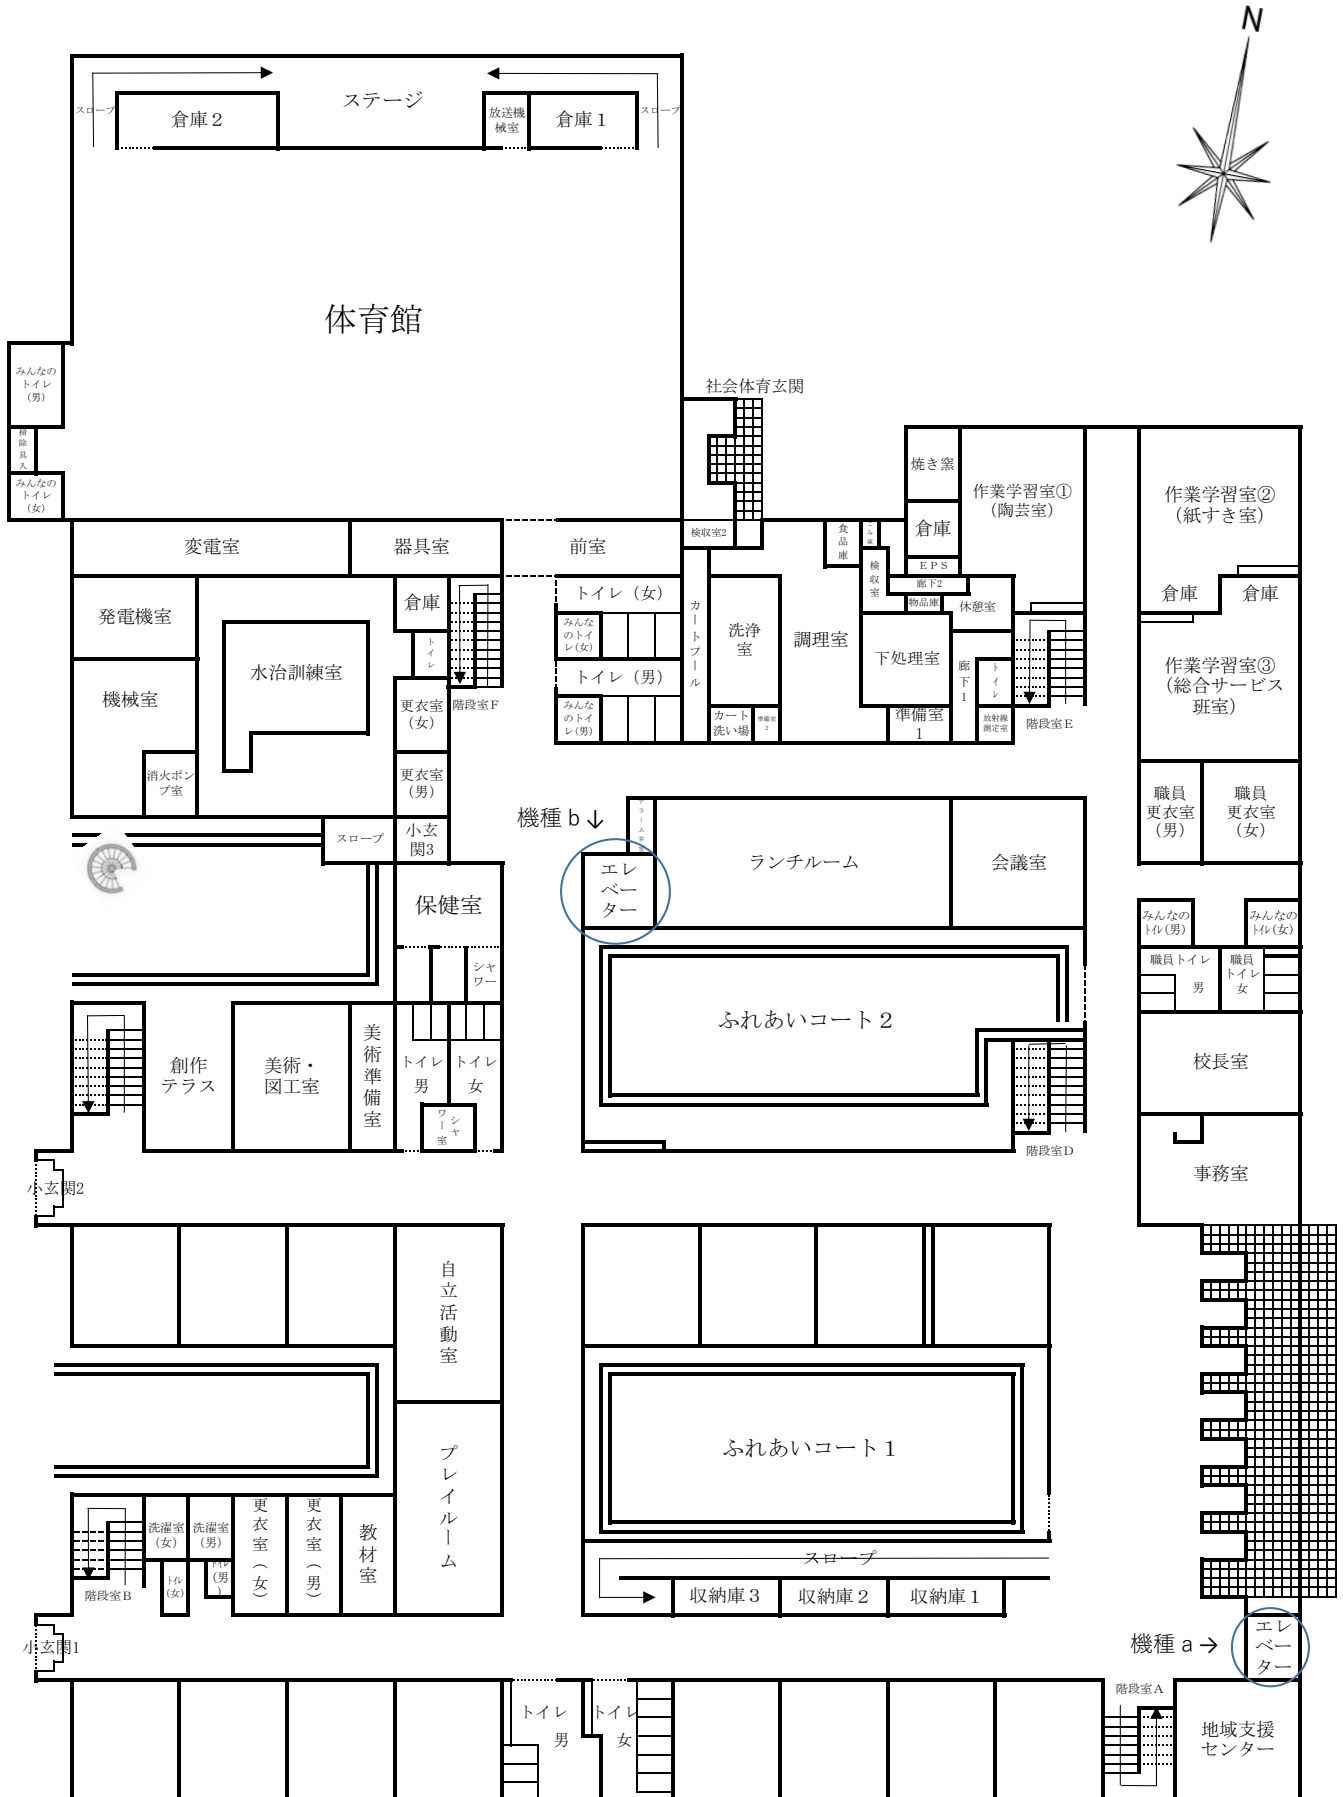 N
ステージ
スロープ
倉庫２
放送機
械室
倉庫１
スロープ
体育館
みんなの
トイレ
（男）
掃除具入
みんなの
トイレ
（女）
社会体育玄関
変電室
器具室
前室
検収室2
食品庫
焼き窯
倉庫
ＥＰＳ
作業学習室①
（陶芸室）
作業学習室②
（紙すき室）
発電機室
機械室
消火ポン
プ室
水治訓練室
倉庫
トイレ
更衣室
（女）
更衣室
（男）
階段室Ｆ
トイレ（女）
みんな
のトイ
レ（女）
トイレ（男）
みんな
のトイ
レ（男）
カートプール
洗浄
室
カート
洗い場
準備室
2
調理室
検収室
廊下2
物品庫
休憩室
下処理室
準備室
1
廊下1
トイレ
放射線
測定室
階段室Ｅ
倉庫
倉庫
作業学習室③
（総合サービス
班室）
職員
更衣室
（男）
職員
更衣室
（女）
スロープ
小玄
関3
機種ｂ↓
エレ
ベー
ター
ランチルーム
会議室
保健室
シャ
ワー
みんなの
ﾄｲﾚ（男）
みんなの
ﾄｲﾚ（女）
職員トイレ
男
職員
トイレ
女
ふれあいコート２
創作
テラス
美術・
図工室
美術準備室
トイレ
男
トイレ
女
シャワー室
校長室
階段室Ｄ
事務室
小玄関2
自立活動室
プレイルーム
ふれあいコート１
洗濯室
（女）
洗濯室
（男）
ﾄｲﾚ
（女）
ﾄｲﾚ
（男）
更衣室（女）
更衣室（男）
教材室
階段室Ｂ
スロープ
収納庫３
収納庫２
収納庫１
小玄関1
機種ａ→
エレ
ベー
ター
トイレ
男
トイレ
女
階段室Ａ
地域支援
センター